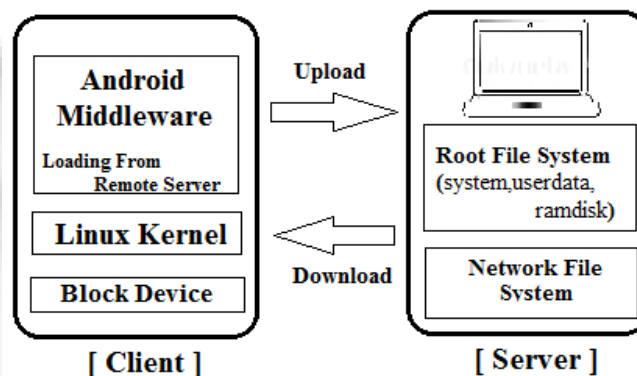 Android
Middleware
Loading From
Remote Server
Linux Kernel
Block Device
[ Client ]
Upload
Download
Root File System
(system,userdata,
ramdisk)
Network File
System
[ Server ]